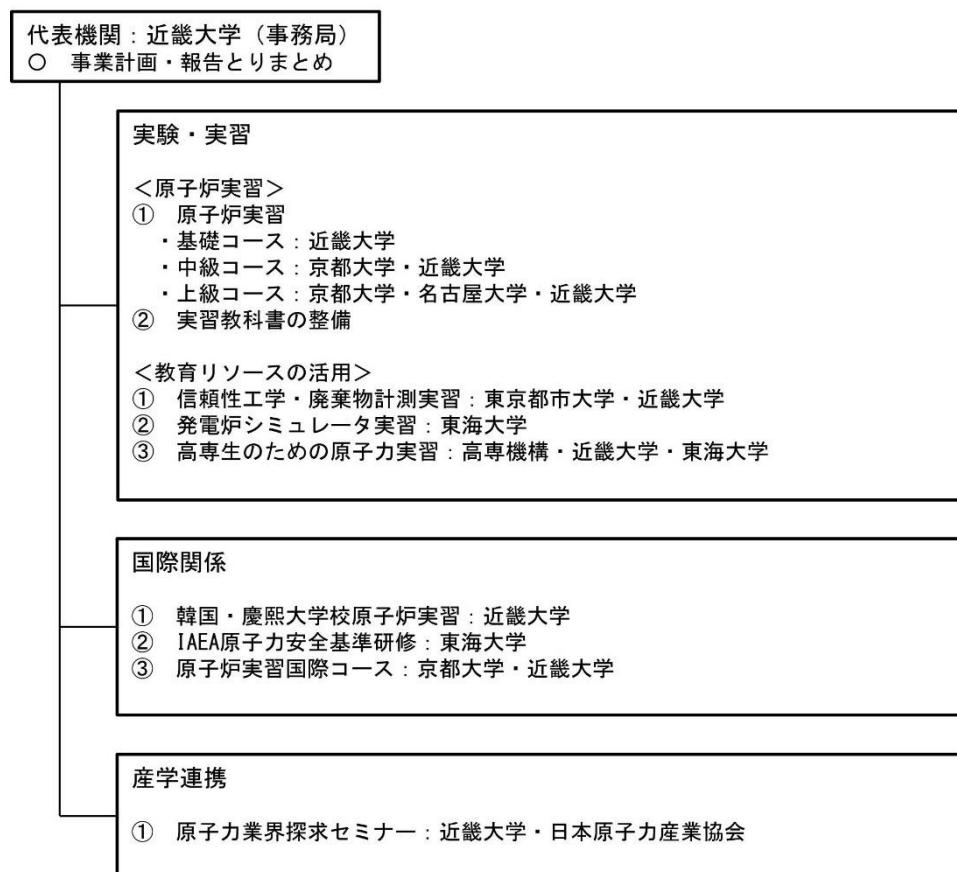 代表機関：近畿大学（事務局）
○　事業計画・報告とりまとめ
実験・実習
＜原子炉実習＞
①　原子炉実習
・基礎コース：近畿大学
・中級コース：京都大学・近畿大学
・上級コース：京都大学・名古屋大学・近畿大学
②　実習教科書の整備
＜教育リソースの活用＞
①　信頼性工学・廃棄物計測実習：東京都市大学・近畿大学
②　発電炉シミュレータ実習：東海大学
③　高専生のための原子力実習：高専機構・近畿大学・東海大学
国際関係
①　韓国・慶熙大学校原子炉実習：近畿大学
②　IAEA原子力安全基準研修：東海大学
③　原子炉実習国際コース：京都大学・近畿大学
産学連携
①　原子力業界探求セミナー：近畿大学・日本原子力産業協会